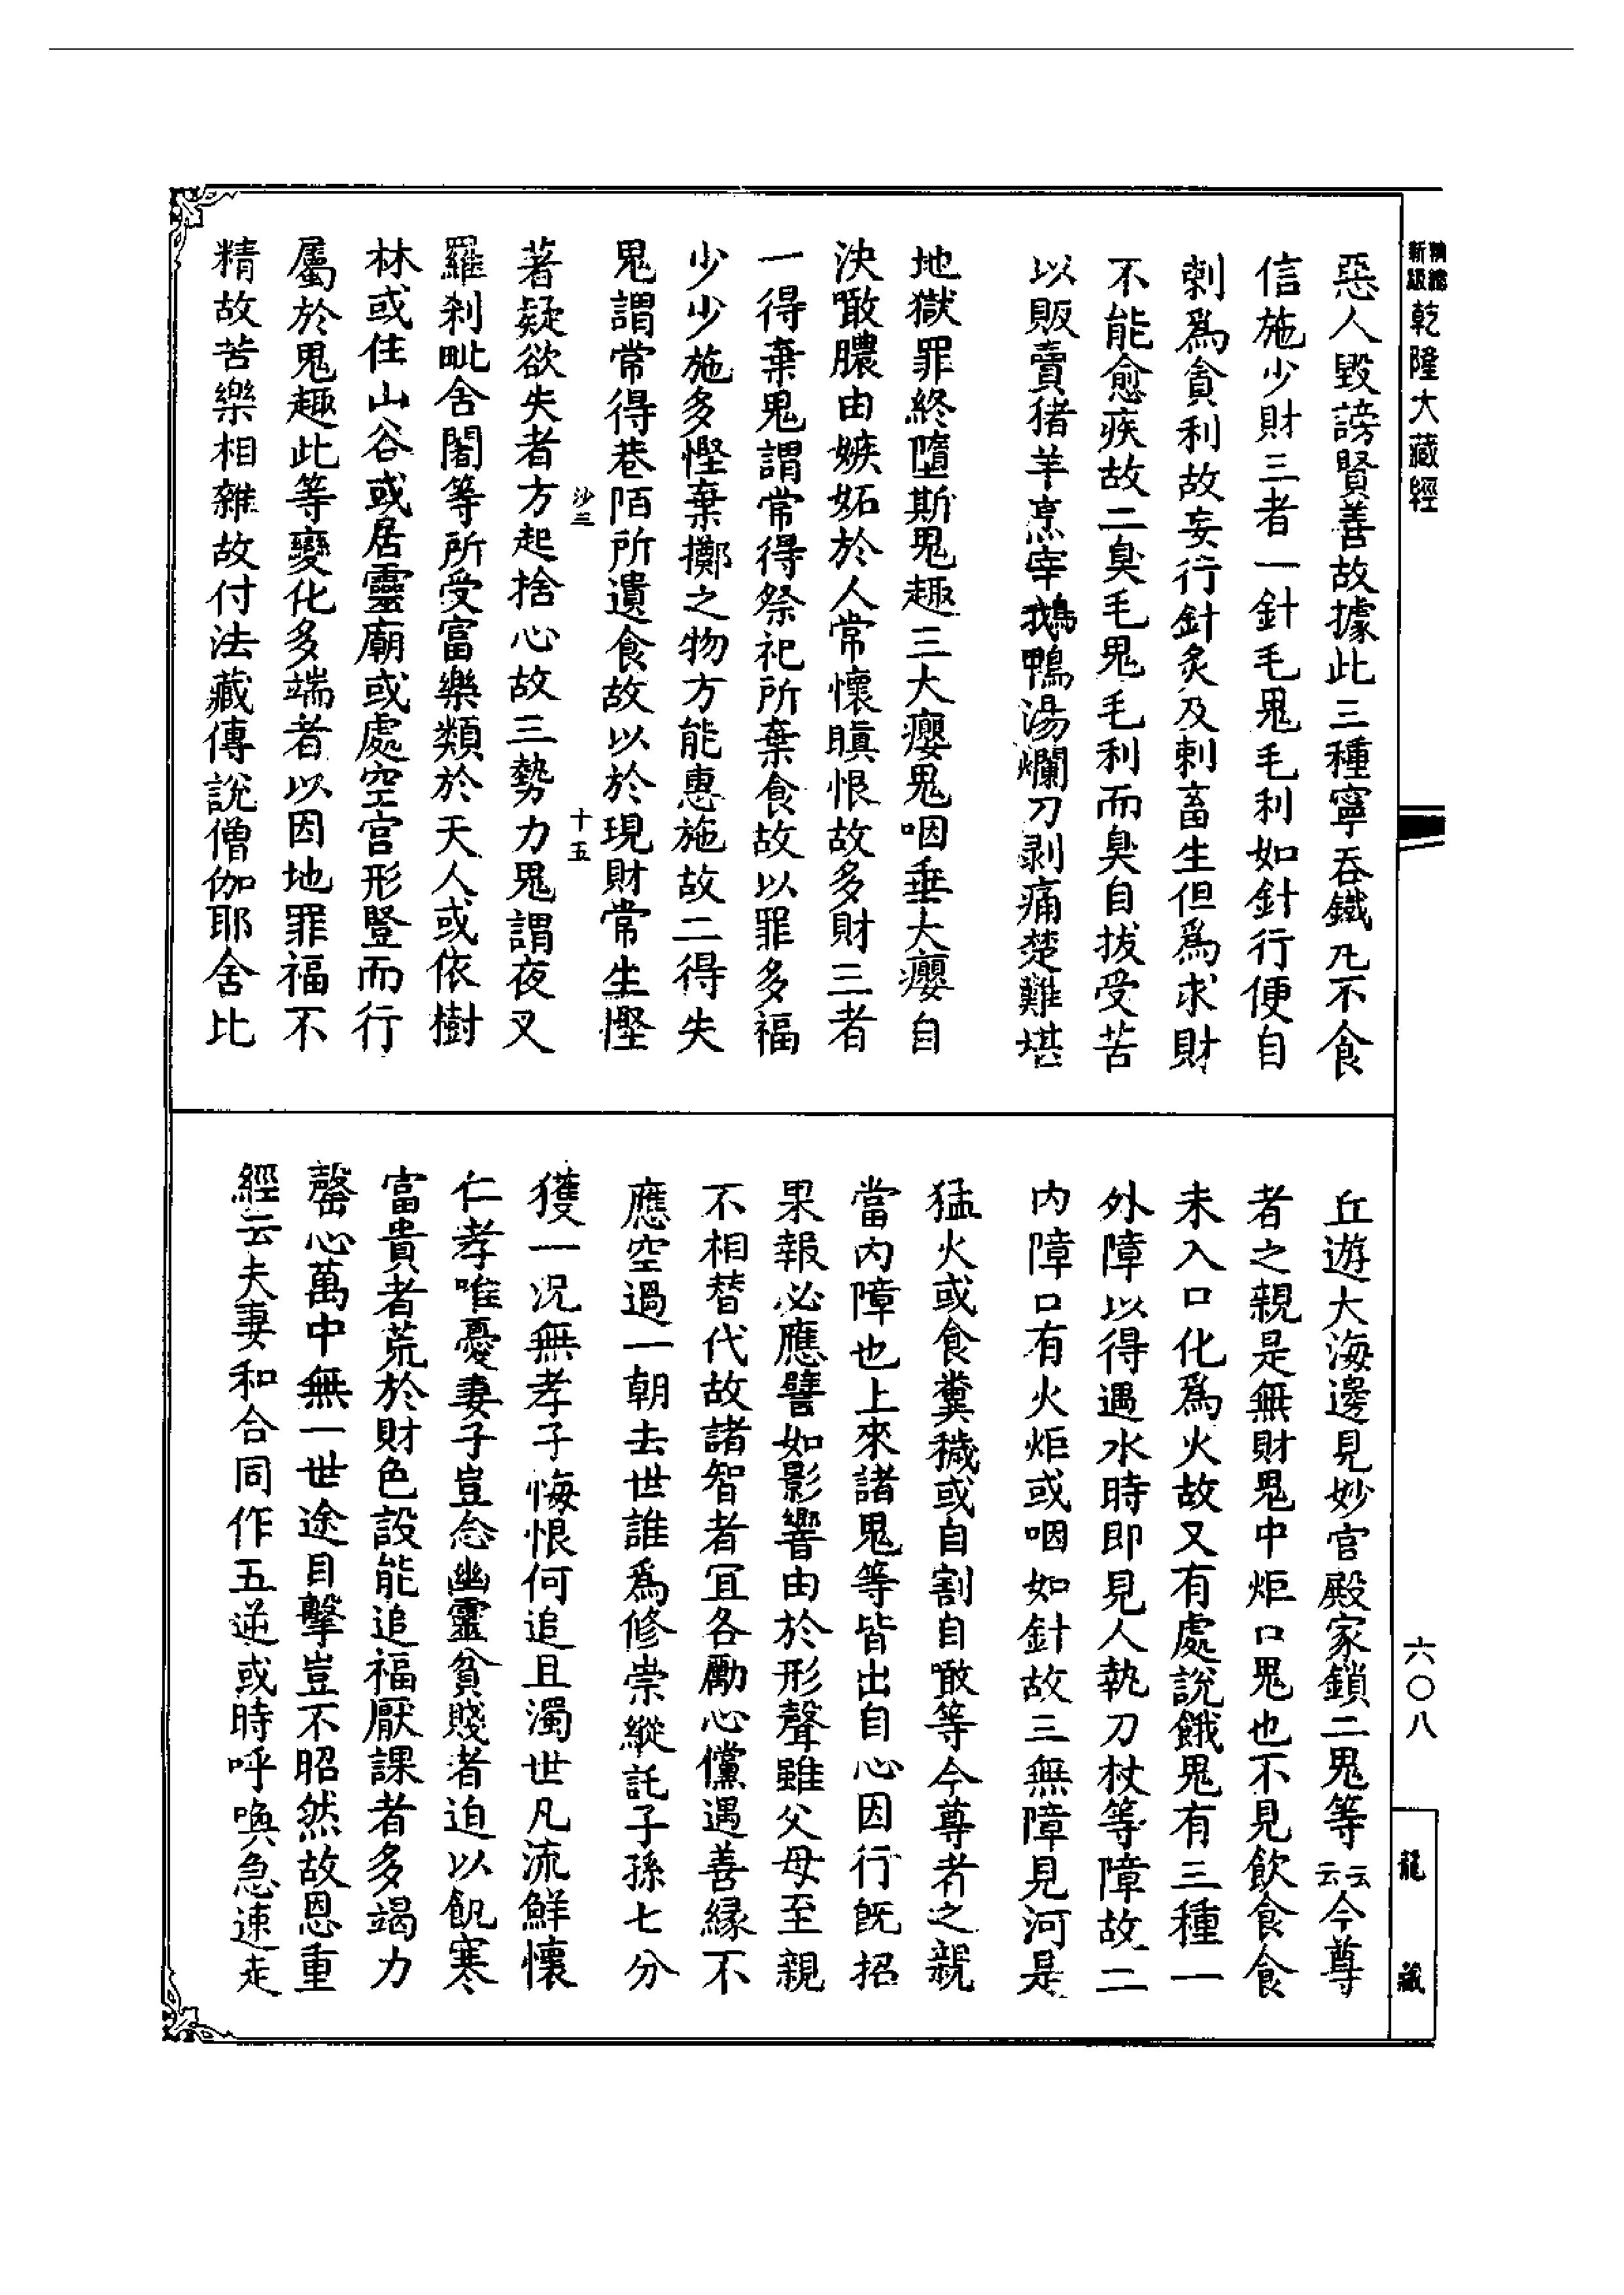 乾隆大藏經
惡人毀謗賢善故據此三種寧吞鐵丸不食
信施少財三者一針毛鬼毛利如針行便自
刺爲貪利故妄行針炙及刺畜生但爲求財
不能愈疾故二臭毛鬼毛利而臭自拔受苦
以販賣猪羊烹宰鵝鴨湯爛刀剥痛楚難堪
地獄罪終墮斯鬼趣三大癭鬼咽垂大癭自
決噉膿由嫉妬於人常懷瞋恨故多財三者
一得棄鬼謂常得祭祀所棄食故以罪多福
少少施多慳棄擲之物方能惠施故二得失
鬼謂常得巷陌所遺食故以於現財常生慳
沙三
十五
著疑欲失者方起捨心故三勢力鬼謂夜叉
羅刹毗舍闍等所受富樂類於天人或依樹
林或住山谷或居靈廟或處空宫形豎而行
屬於鬼趣此等變化多端者以因地罪福不
精故苦樂相雜故付法藏傳說僧伽耶舍比
丘遊大海邊見妙宫殿家鎖二鬼等云云今尊
者之親是無財鬼中炬口鬼也不見飲食食
未入口化爲火故又有處說餓鬼有三種一
外障以得遇水時即見人執刀杖等障故二
内障口有火炬或咽如針故三無障見河是
猛火或食糞穢或自割自噉等今尊者之親
當内障也上來諸鬼等皆出自心因行既招
果報必應譬如影響由於形聲雖父母至親
不相替代故諸智者冝各勵心儻遇善縁不
應空過一朝去世誰爲修崇縱託子孫七分
獲一况無孝子悔恨何追且濁世凡流鮮懷
仁孝唯憂妻子豈念幽靈貧賤者迫以飢寒
富貴者荒於財色設能追福厭課者多竭力
罄心萬中無一世途目擊豈不昭然故恩重
經云夫妻和合同作五逆或時呼喚急速走
六〇八
龍藏